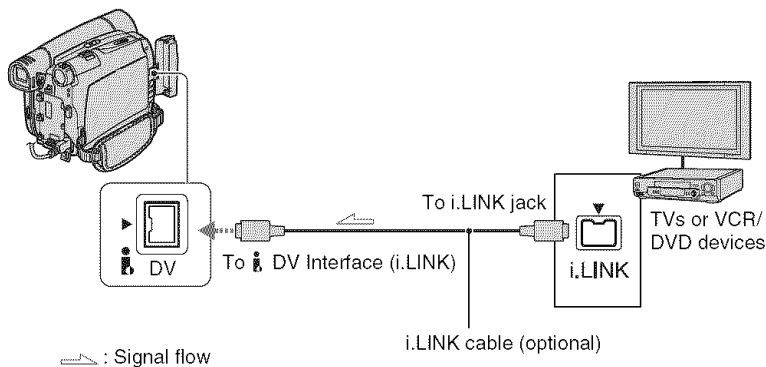 To i.LINK jack
TVs or VCR/
DVD devices
DV
To i DV Interface (i.LINK)
i.LINK
i.LINK cable (optional)
: Signal flow